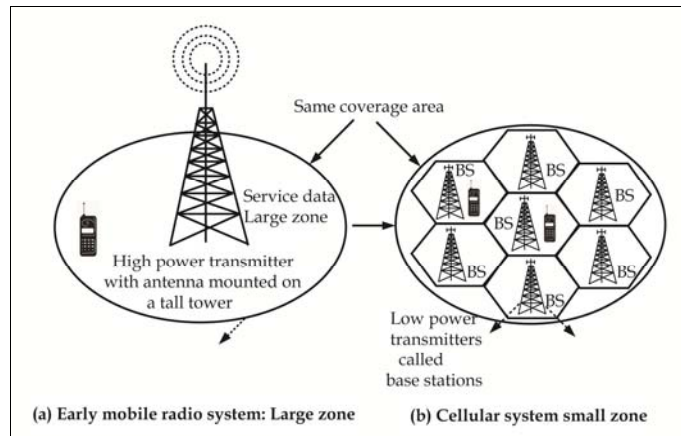 Same coverage area
Service data
Large zone
High power transmitter
with antenna mounted on
a tall tower
BS
BS
BS
BS
BS
BS
BS
Low power
transmitters
called
base stations
(a) Early mobile radio system: Large zone
(b) Cellular system small zone